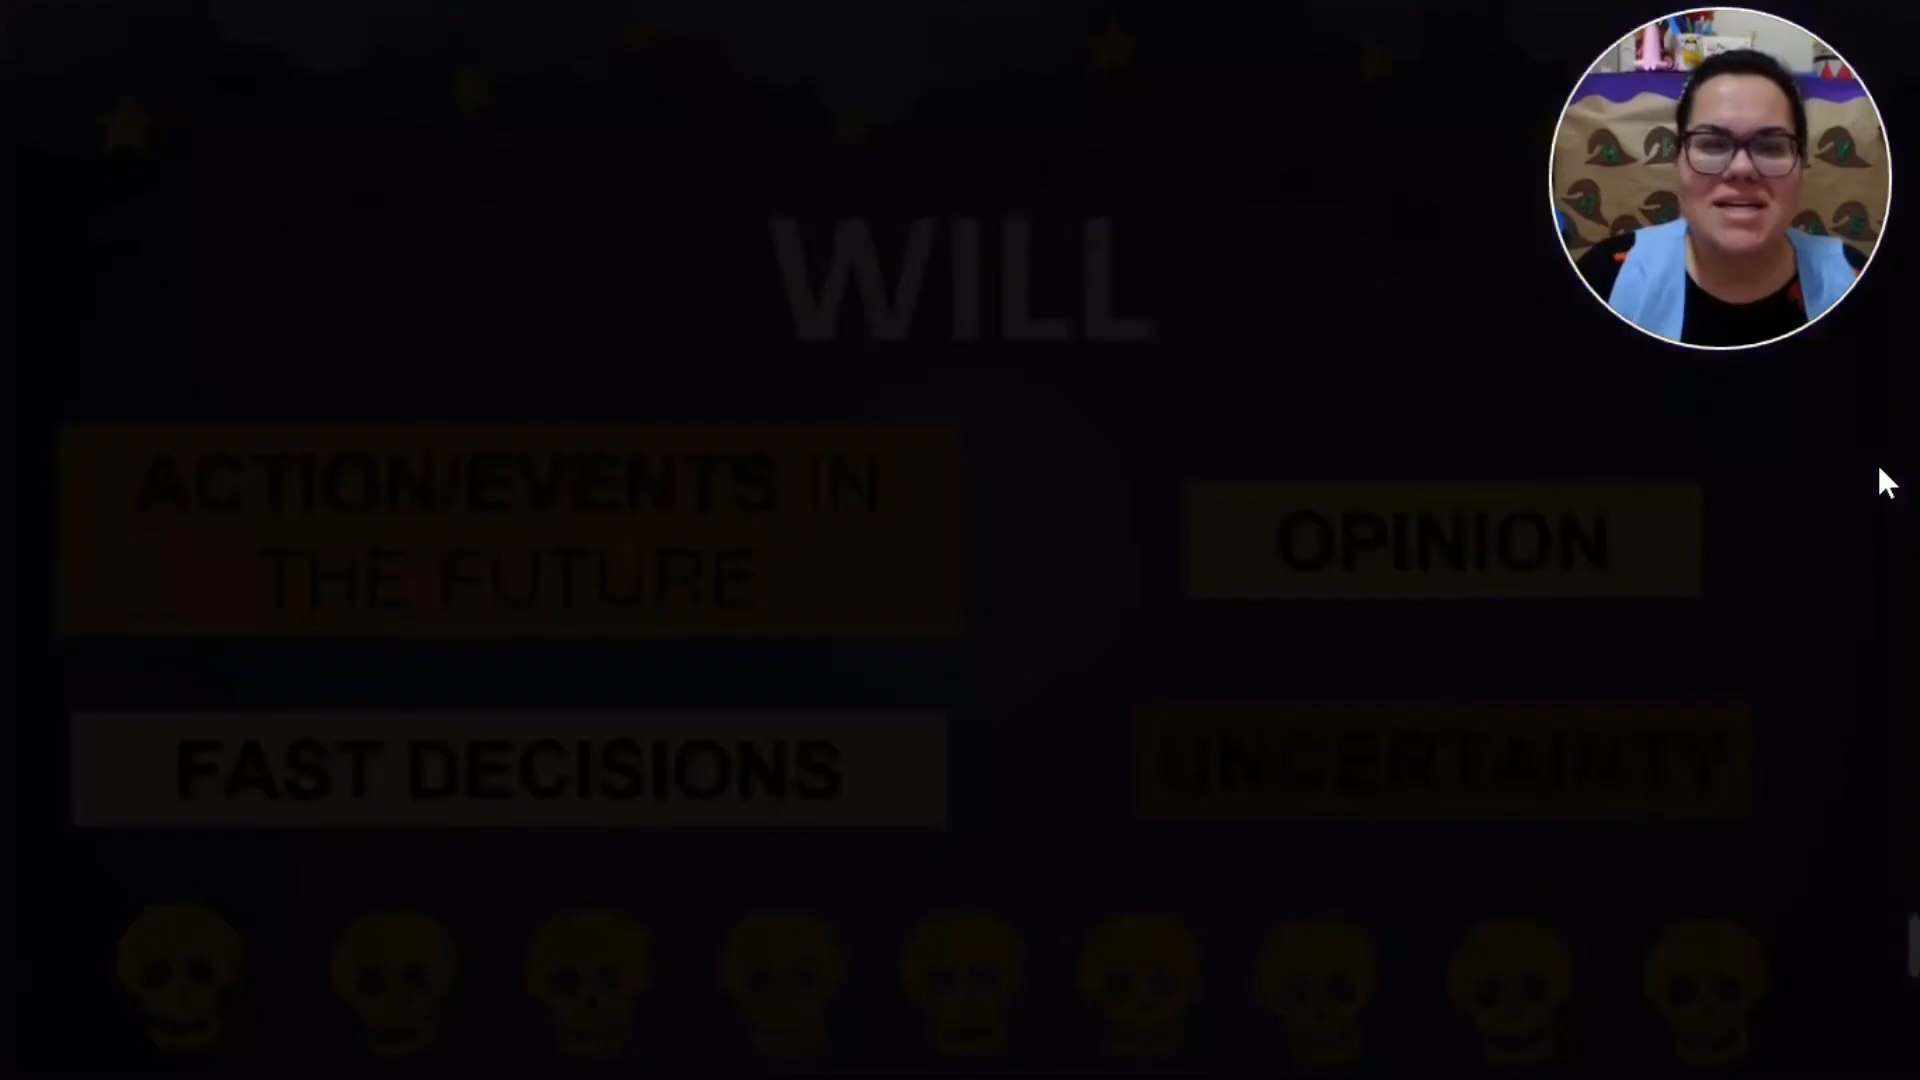 WILL
ACTION/EVENTS IN
THE FUTURE
OPINION
FAST DECISIONS
UNCERTAINTY